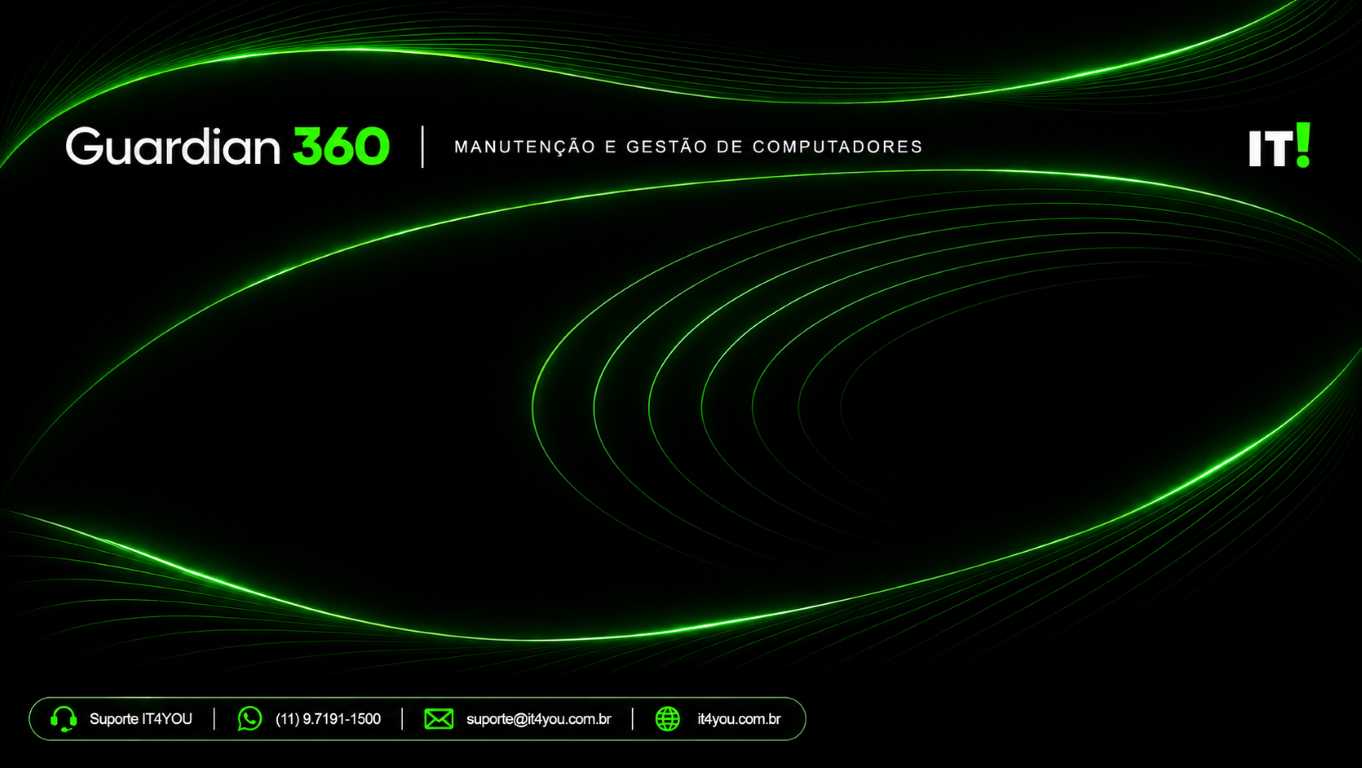 Guardian 360
MANUTENÇÃO E GESTÃO DE COMPUTADORES
IT!
Suporte IT4YOU
(11) 9.7191-1500
suporte@it4you.com.br
it4you.com.br